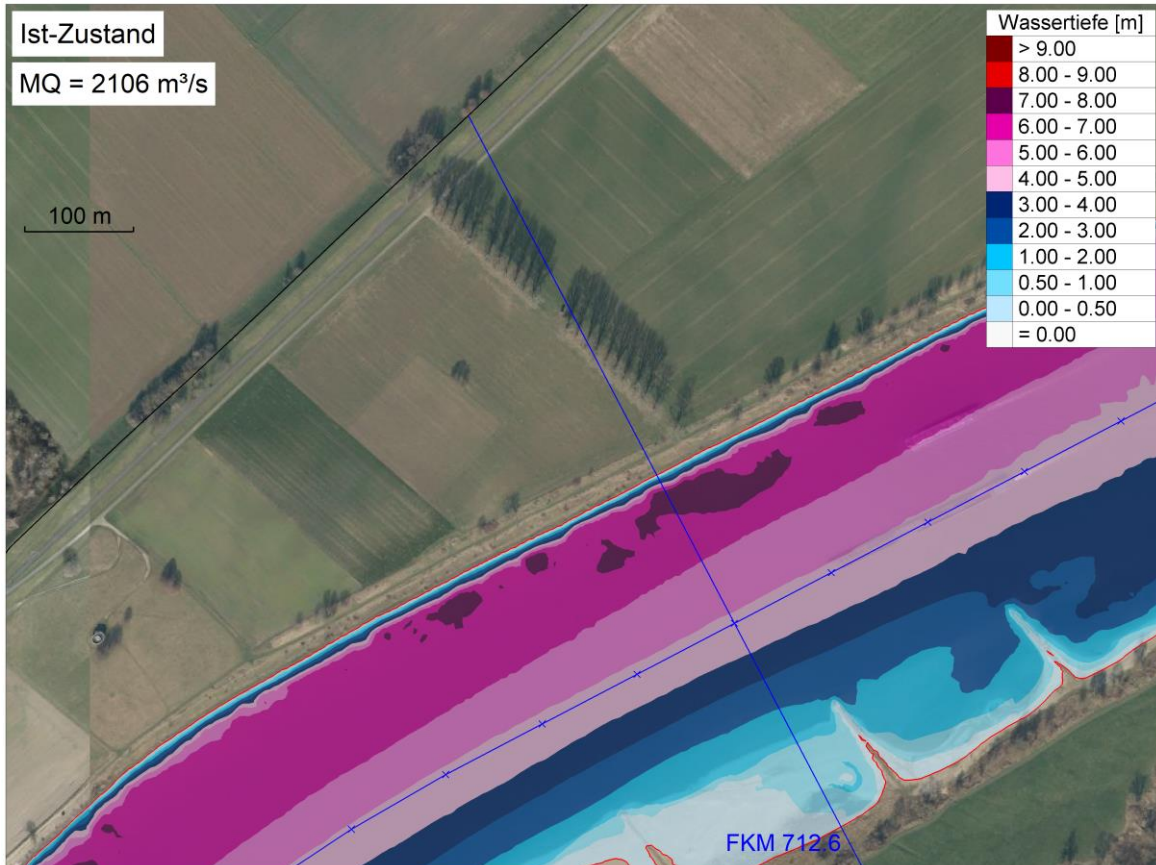 Ist-Zustand
MQ = 2106 m³/s
100 m
Wassertiefe [m]
> 9.00
8.00 - 9.00
7.00 - 8.00
6.00 - 7.00
5.00 - 6.00
4.00 - 5.00
3.00 - 4.00
2.00 - 3.00
1.00 - 2.00
0.50 - 1.00
0.00 - 0.50
= 0.00
FKM 712.6